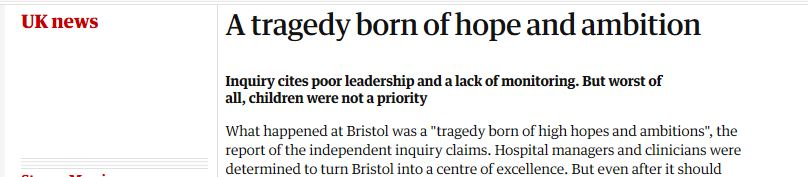 UK news
A tragedy born of hope and ambition
Inquiry cites poor leadership and a lack of monitoring. But worst of
all, children were not a priority
What happened at Bristol was a "tragedy born of high hopes and ambitions", the
report of the independent inquiry claims. Hospital managers and clinicians were
determined to turn Bristol into a centre of excellence. But even after it should